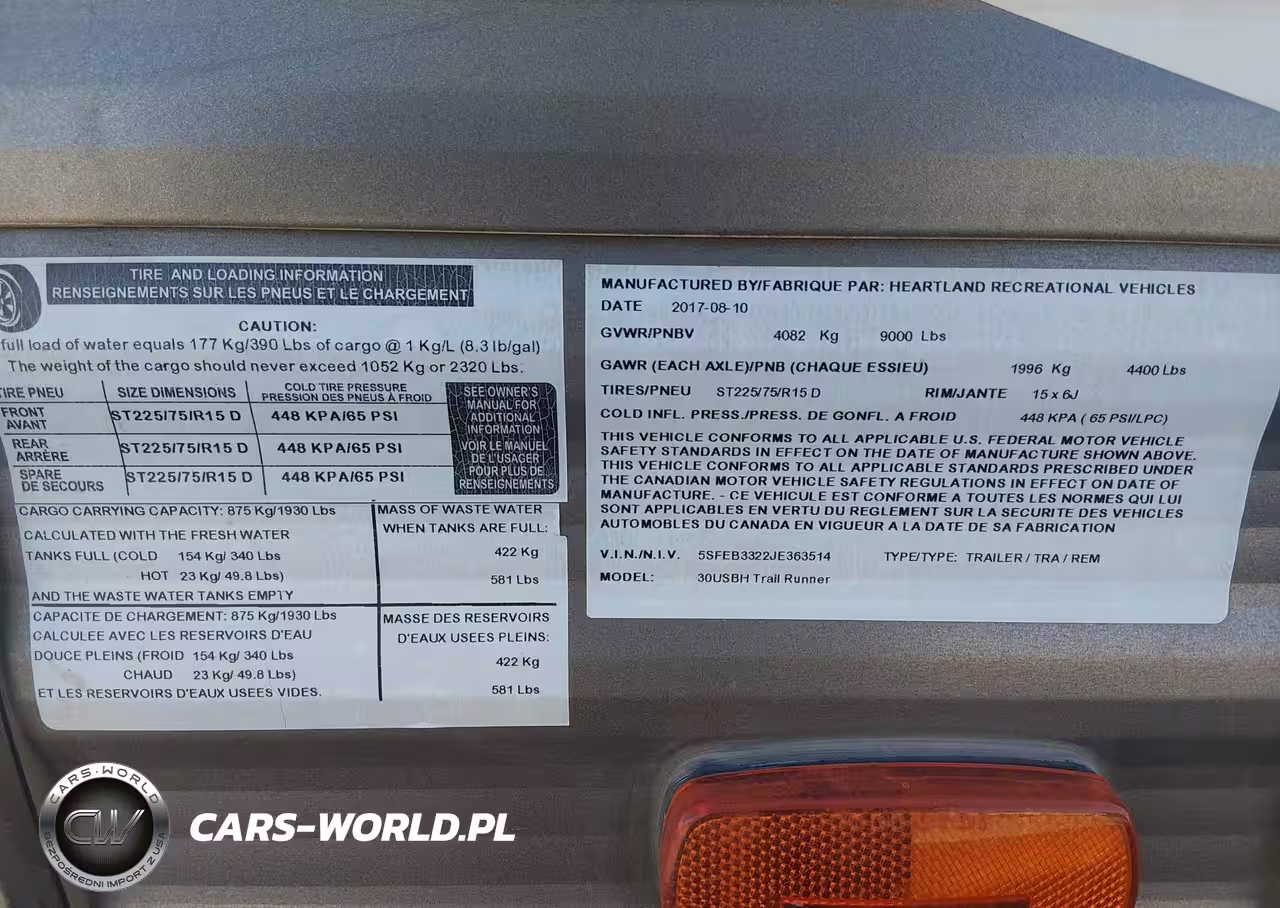 TIRE AND LOADING INFORMATION
RENSEIGNEMENTS SUR LES PNEUS ET LE CHARGEMENT
CAUTION:
full load of water equals 177 Kg/390 Lbs of cargo @ 1 Kg/L (8.3 lb/gal)
The weight of the cargo should never exceed 1052 Kg or 2320 Lbs.
TIRE PNEU SIZE DIMENSIONS COLD TIRE PRESSURE
PRESSION DES PNEUS À FROID
FRONT
AVANT
ST225/75/R15 D 448 KPA/65 PSI
REAR
ARRÈRE
ST225/75/R15 D 448 KPA/65 PSI
SPARE
DE SECOURS
ST225/75/R15 D 448 KPA/65 PSI
SEE OWNER'S
MANUAL FOR
ADDITIONAL
INFORMATION
VOIR LE MANUEL
DE L'USAGER
POUR PLUS DE
RENSEIGNEMENTS
CARGO CARRYING CAPACITY: 875 Kg/1930 Lbs
CALCULATED WITH THE FRESH WATER
TANKS FULL (COLD 154 Kg/ 340 Lbs
HOT 23 Kg/ 49.8 Lbs)
AND THE WASTE WATER TANKS EMPTY
MASS OF WASTE WATER
WHEN TANKS ARE FULL:
422 Kg
581 Lbs
CAPACITE DE CHARGEMENT: 875 Kg/1930 Lbs
CALCULEE AVEC LES RESERVOIRS D'EAU
DOUCE PLEINS (FROID 154 Kg/ 340 Lbs
CHAUD 23 Kg/ 49.8 Lbs)
ET LES RESERVOIRS D'EAUX USEES VIDES.
MASSE DES RESERVOIRS
D'EAUX USEES PLEINS:
422 Kg
581 Lbs
MANUFACTURED BY/FABRIQUE PAR: HEARTLAND RECREATIONAL VEHICLES
DATE 2017-08-10
GVWR/PNBV 4082 Kg 9000 Lbs
GAWR (EACH AXLE)/PNB (CHAQUE ESSIEU) 1996 Kg 4400 Lbs
TIRES/PNEU ST225/75/R15 D RIM/JANTE 15 x 6J
COLD INFL. PRESS./PRESS. DE GONFL. A FROID 448 KPA ( 65 PSI/LPC)
THIS VEHICLE CONFORMS TO ALL APPLICABLE U.S. FEDERAL MOTOR VEHICLE
SAFETY STANDARDS IN EFFECT ON THE DATE OF MANUFACTURE SHOWN ABOVE.
THIS VEHICLE CONFORMS TO ALL APPLICABLE STANDARDS PRESCRIBED UNDER
THE CANADIAN MOTOR VEHICLE SAFETY REGULATIONS IN EFFECT ON DATE OF
MANUFACTURE. - CE VEHICULE EST CONFORME A TOUTES LES NORMES QUI LUI
SONT APPLICABLES EN VERTU DU REGLEMENT SUR LA SECURITE DES VEHICLES
AUTOMOBILES DU CANADA EN VIGUEUR A LA DATE DE SA FABRICATION
V.I.N./N.I.V. 5SFEB3322JE363514 TYPE/TYPE: TRAILER / TRA / REM
MODEL: 30USBH Trail Runner
CARS-WORLD
CW
BEZPOŚREDNI IMPORT Z USA
CARS-WORLD.PL